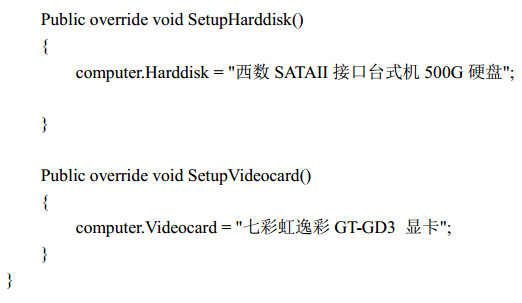 Public override void SetupHarddisk()
{
computer.Harddisk = "西数 SATAII 接口台式机 500G 硬盘";
}
Public override void SetupVideocard()
{
computer.Videocard = "七彩虹逸彩 GT-GD3 显卡";
}
}